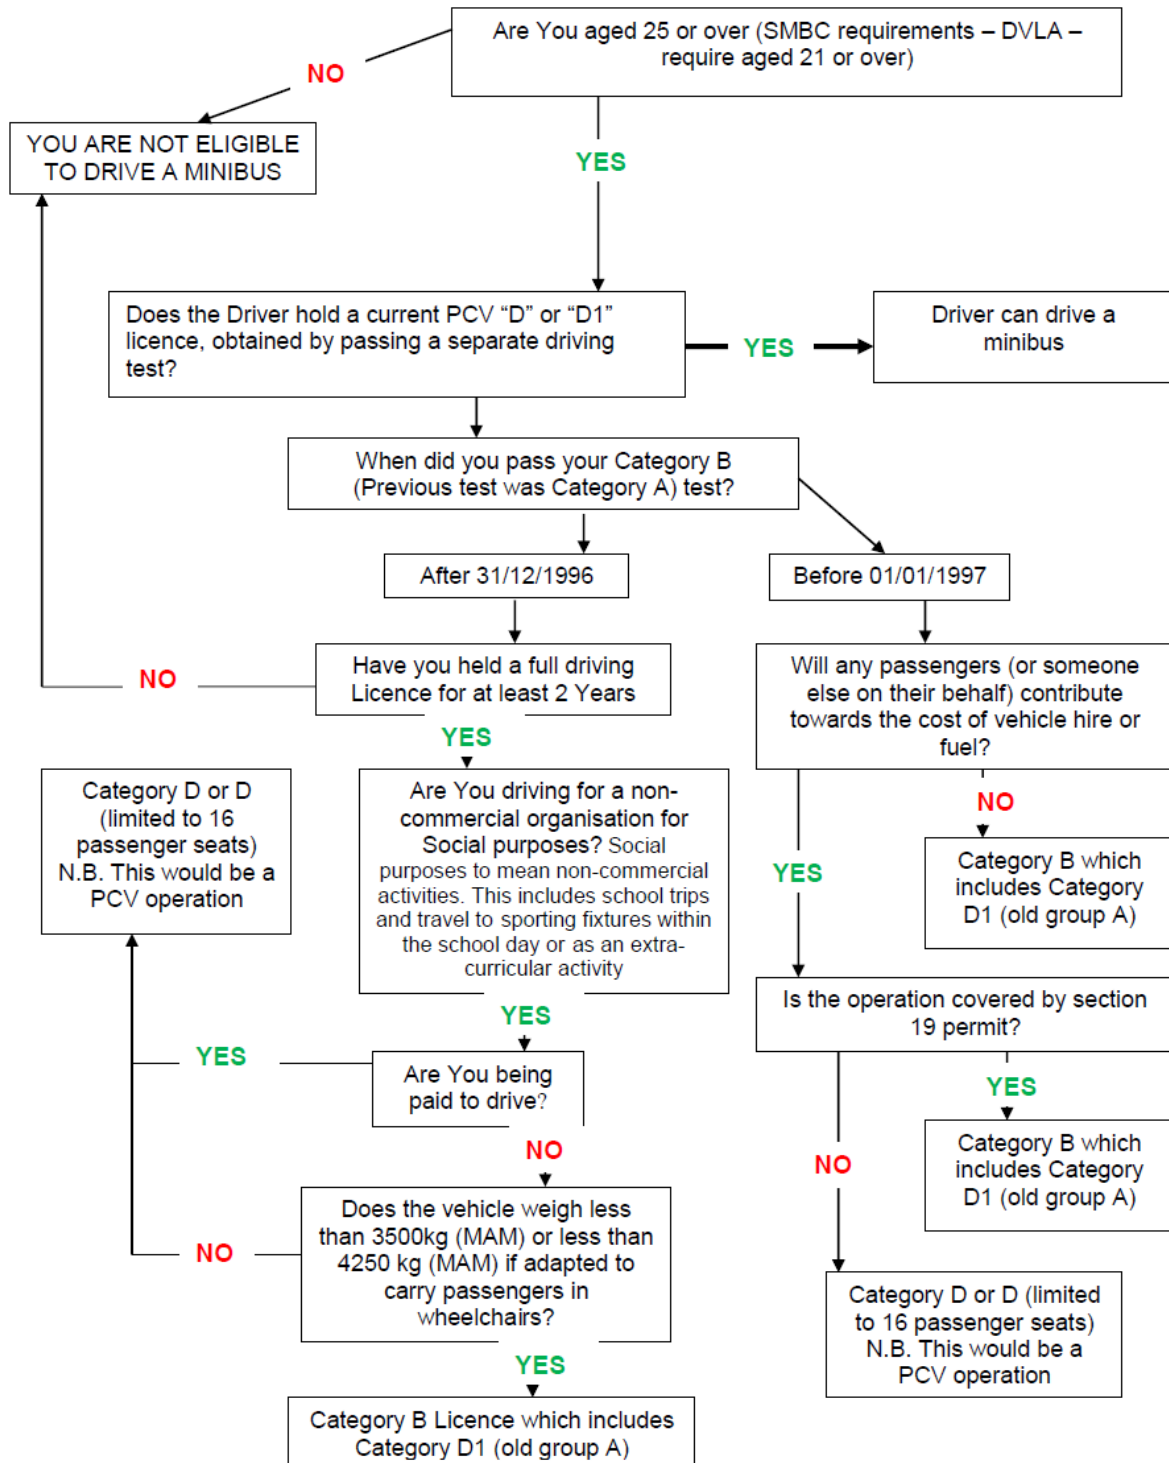 Are You aged 25 or over (SMBC requirements – DVLA –
require aged 21 or over)
NO
YOU ARE NOT ELIGIBLE
TO DRIVE A MINIBUS
YES
Does the Driver hold a current PCV “D” or “D1”
licence, obtained by passing a separate driving
test?
YES
Driver can drive a
minibus
When did you pass your Category B
(Previous test was Category A) test?
After 31/12/1996
Before 01/01/1997
Have you held a full driving
Licence for at least 2 Years
NO
YES
Will any passengers (or someone
else on their behalf) contribute
towards the cost of vehicle hire or
fuel?
Category D or D
(limited to 16
passenger seats)
N.B. This would be a
PCV operation
Are You driving for a non-
commercial organisation for
Social purposes? Social
purposes to mean non-commercial
activities. This includes school trips
and travel to sporting fixtures within
the school day or as an extra-
curricular activity
NO
YES
Category B which
includes Category
D1 (old group A)
Is the operation covered by section
19 permit?
YES
YES
Are You being
paid to drive?
YES
NO
Category B which
includes Category
D1 (old group A)
NO
Does the vehicle weigh less
than 3500kg (MAM) or less than
4250 kg (MAM) if adapted to
carry passengers in
wheelchairs?
NO
Category D or D (limited
to 16 passenger seats)
N.B. This would be a
PCV operation
YES
Category B Licence which includes
Category D1 (old group A)